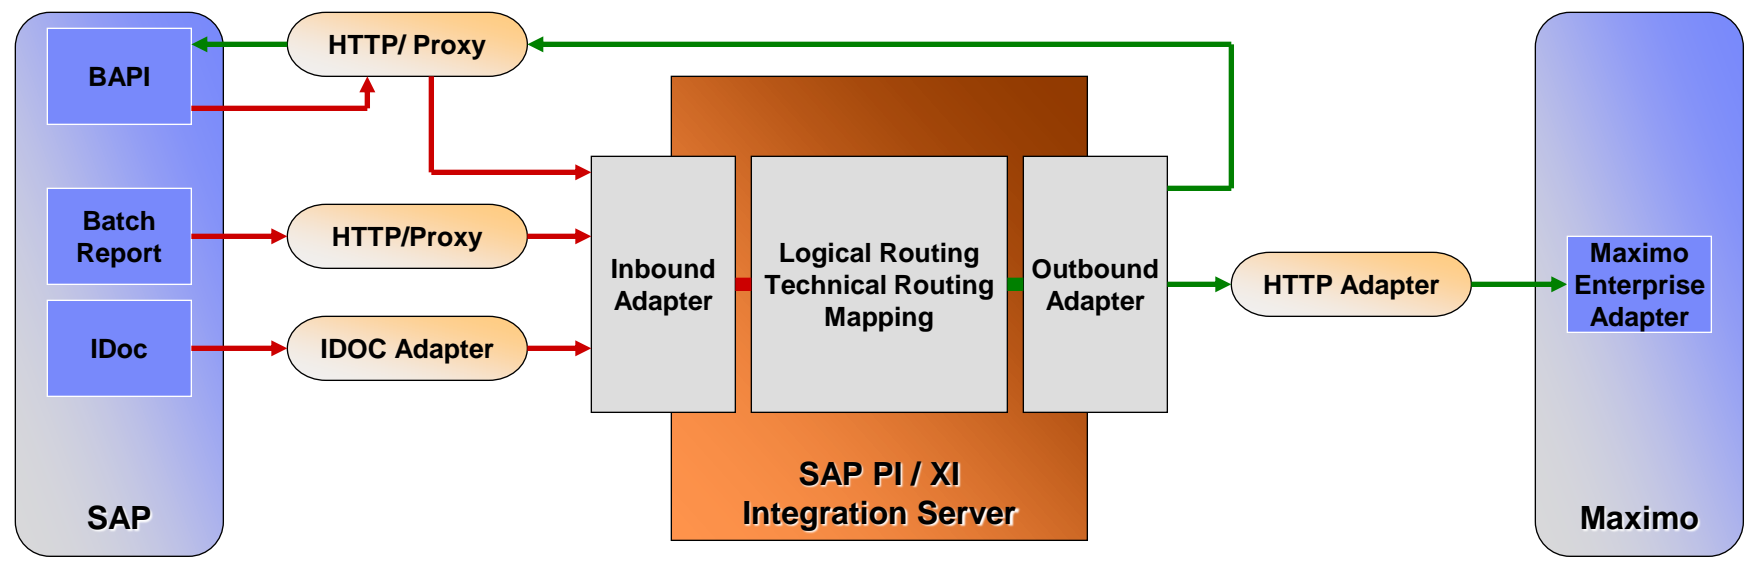 BAPI
HTTP/ Proxy
Batch
Report
HTTP/Proxy
IDoc
IDOC Adapter
SAP
Inbound
Adapter
Logical Routing
Technical Routing
Mapping
Outbound
Adapter
SAP PI / XI
Integration Server
HTTP Adapter
Maximo
Enterprise
Adapter
Maximo